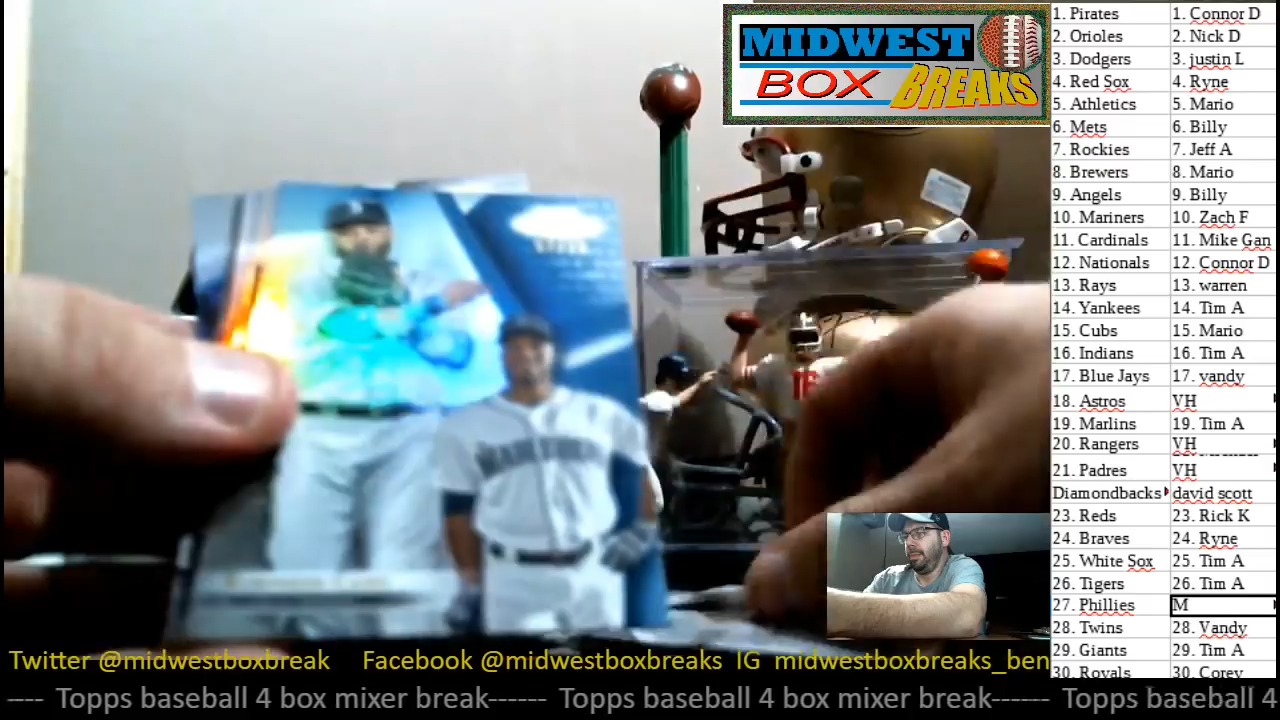 MIDWEST
BOX BREAKS
1. Pirates 1. Connor D
2. Orioles 2. Nick D
3. Dodgers 3. justin L
4. Red Sox 4. Ryne
5. Athletics 5. Mario
6. Mets 6. Billy
7. Rockies 7. Jeff A
8. Brewers 8. Mario
9. Angels 9. Billy
10. Mariners 10. Zach F
11. Cardinals 11. Mike Gan
12. Nationals 12. Connor D
13. Rays 13. warren
14. Yankees 14. Tim A
15. Cubs 15. Mario
16. Indians 16. Tim A
17. Blue Jays 17. vandy
18. Astros VH
19. Marlins 19. Tim A
20. Rangers VH
21. Padres VH
Diamondbacks david scott
23. Reds 23. Rick K
24. Braves 24. Ryne
25. White Sox 25. Tim A
26. Tigers 26. Tim A
27. Phillies M
28. Twins 28. Vandy
29. Giants 29. Tim A
30. Royals 30. Corey
Twitter @midwestboxbreak Facebook @midwestboxbreaks IG midwestboxbreaks_ben
---- Topps baseball 4 box mixer break------ Topps baseball 4 box mixer break------ Topps baseball 4